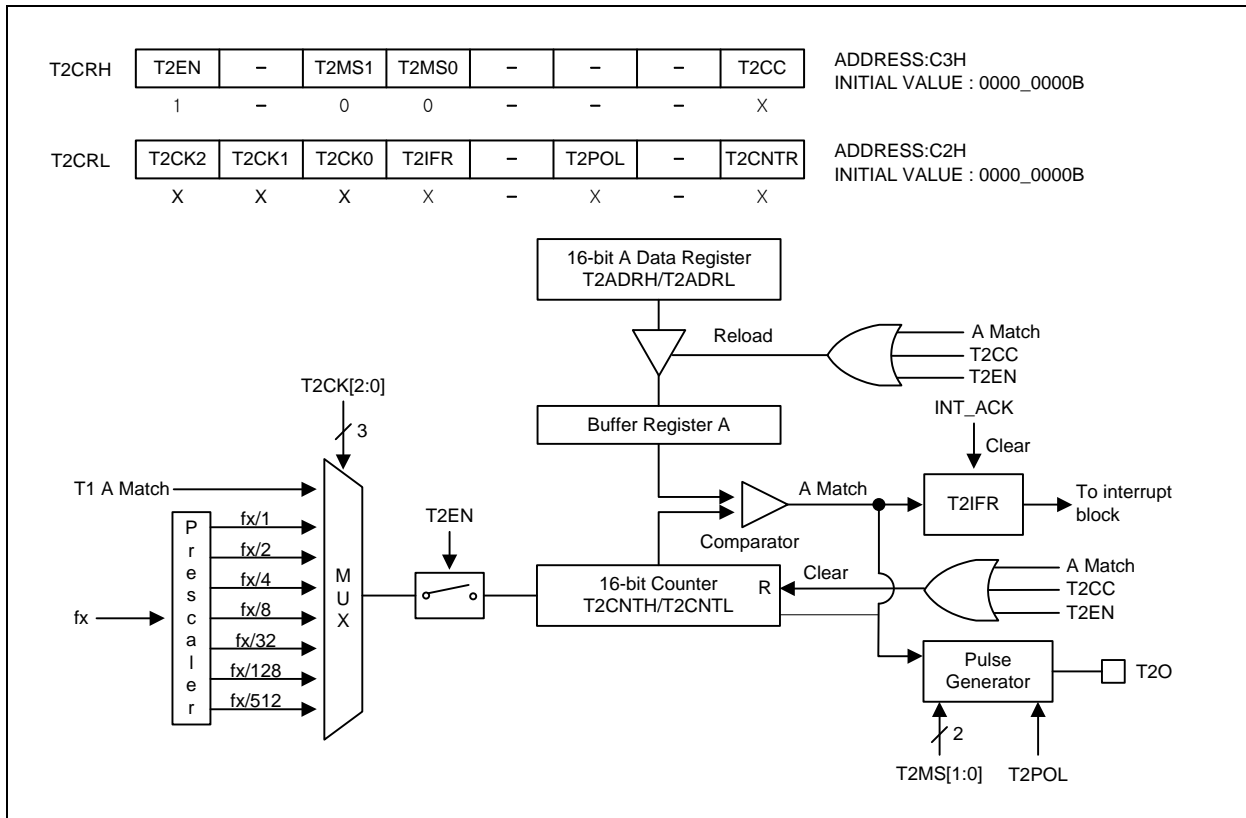 T2CRH T2EN – T2MS1 T2MS0 – – – T2CC ADDRESS:C3H
INITIAL VALUE : 0000_0000B
1 – 0 0 – – – X
T2CRL T2CK2 T2CK1 T2CK0 T2IFR – T2POL – T2CNTR ADDRESS:C2H
INITIAL VALUE : 0000_0000B
X X X X – X – X
16-bit A Data Register
T2ADRH/T2ADRL
Reload
A Match
T2CC
T2EN
T2CK[2:0]
3
Buffer Register A
INT_ACK
Clear
T1 A Match
A Match
T2IFR
To interrupt
block
Comparator
T2EN
Prescaler
fx/1
fx/2
fx/4
fx/8
fx/32
fx/128
fx/512
MUX
fx
16-bit Counter
T2CNTH/T2CNTL
R
Clear
A Match
T2CC
T2EN
Pulse
Generator
T2O
2
T2MS[1:0]
T2POL